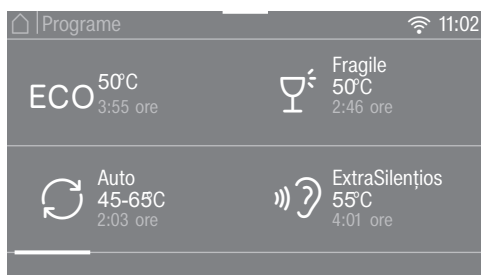 Programe
11:02
ECO
50°C
3:55 ore
Fragile
50°C
2:46 ore
Auto
45-65°C
2:03 ore
ExtraSilențios
55°C
4:01 ore